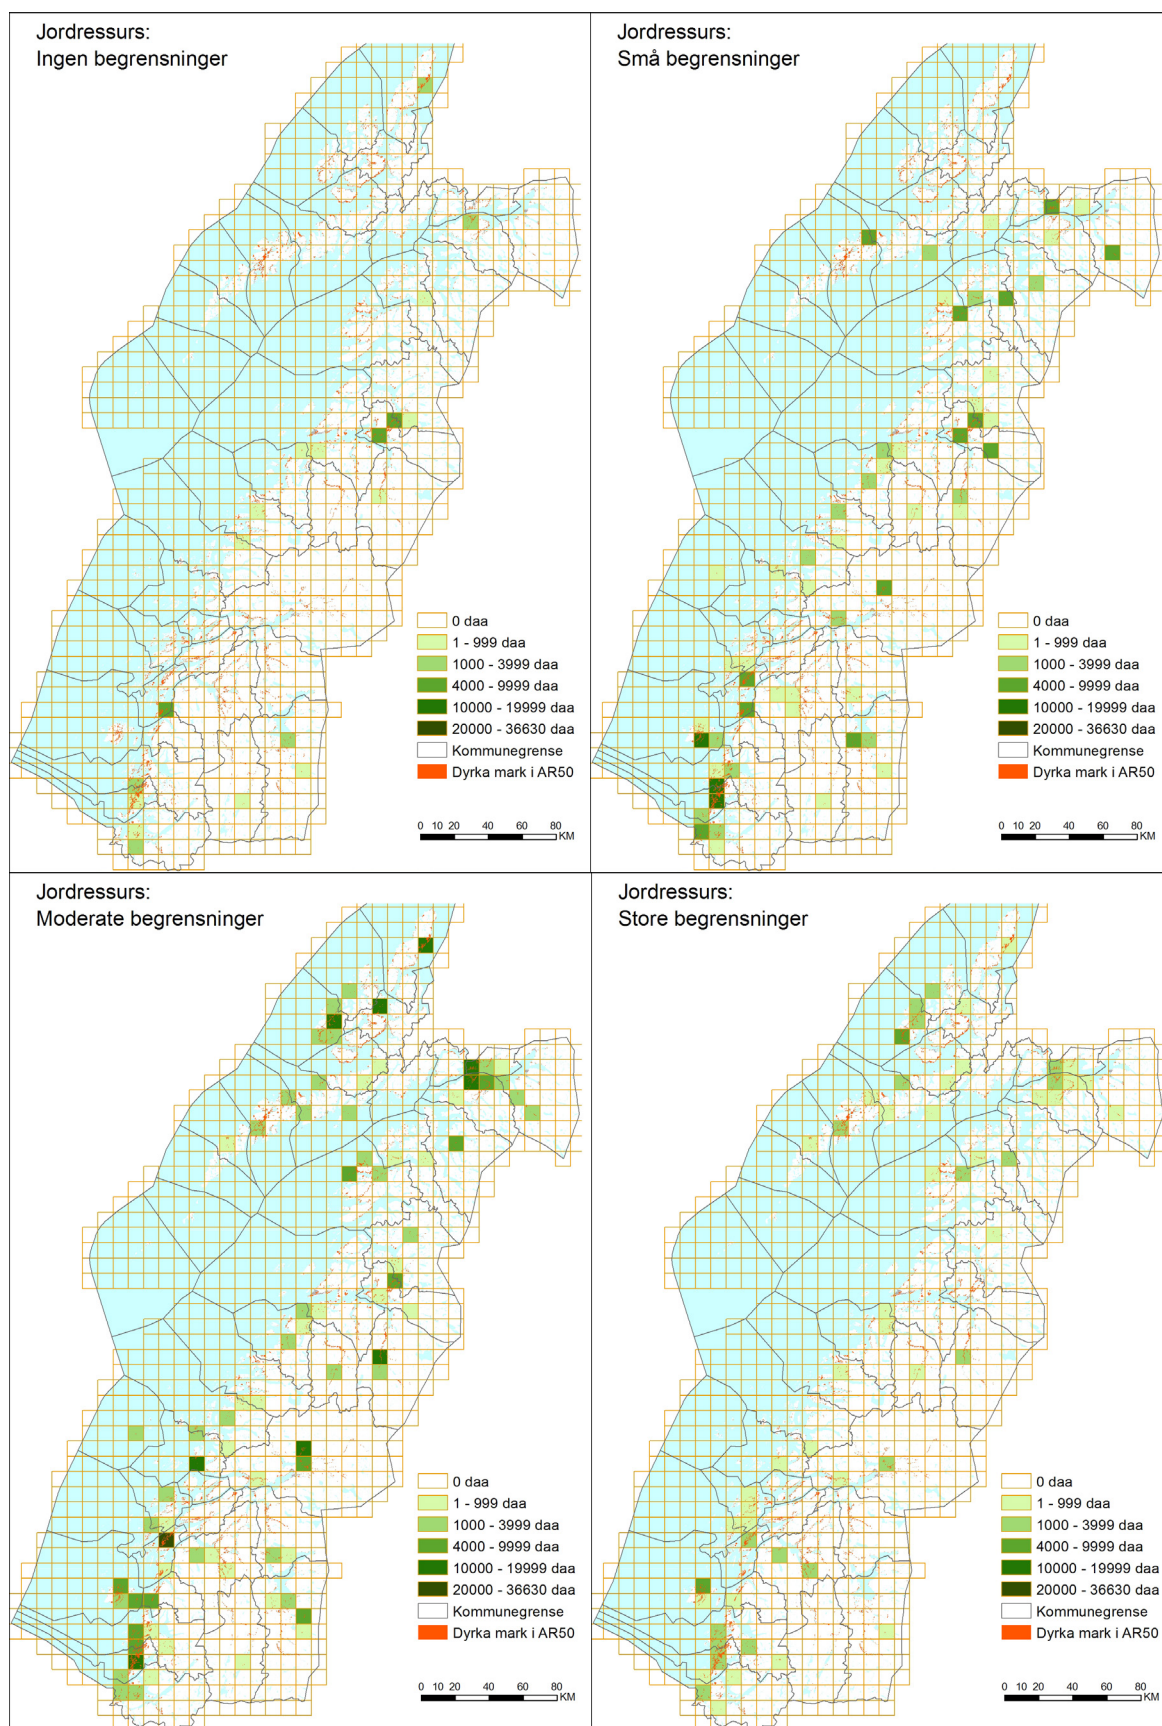 Jordressurs:
Ingen begrensninger
0 daa
1 - 999 daa
1000 - 3999 daa
4000 - 9999 daa
10000 - 19999 daa
20000 - 36630 daa
Kommunegrense
Dyrka mark i AR50
0 10 20 40 60 80
KM
Jordressurs:
Små begrensninger
0 daa
1 - 999 daa
1000 - 3999 daa
4000 - 9999 daa
10000 - 19999 daa
20000 - 36630 daa
Kommunegrense
Dyrka mark i AR50
0 10 20 40 60 80
KM
Jordressurs:
Moderate begrensninger
0 daa
1 - 999 daa
1000 - 3999 daa
4000 - 9999 daa
10000 - 19999 daa
20000 - 36630 daa
Kommunegrense
Dyrka mark i AR50
0 10 20 40 60 80
KM
Jordressurs:
Store begrensninger
0 daa
1 - 999 daa
1000 - 3999 daa
4000 - 9999 daa
10000 - 19999 daa
20000 - 36630 daa
Kommunegrense
Dyrka mark i AR50
0 10 20 40 60 80
KM